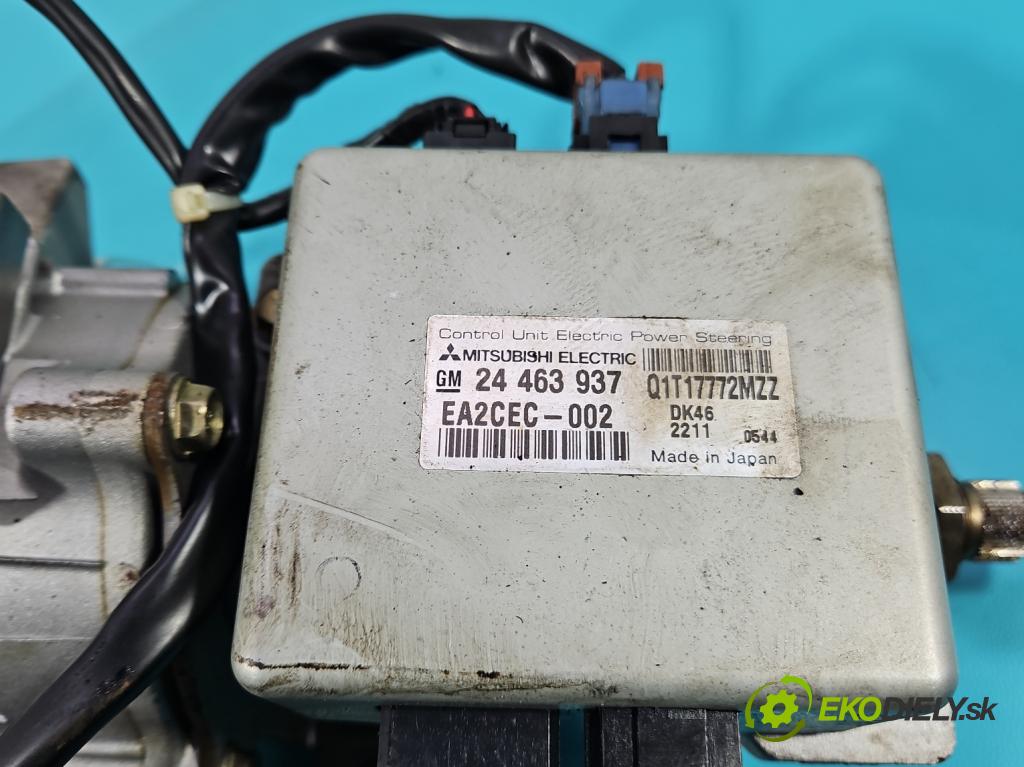 Control Unit Electric Power Steering
MITSUBISHI ELECTRIC
GM 24 463 937 Q1T17772MZZ
EA2CEC-002 DK46
2211 0544
Made in Japan
EKODIELY.sk